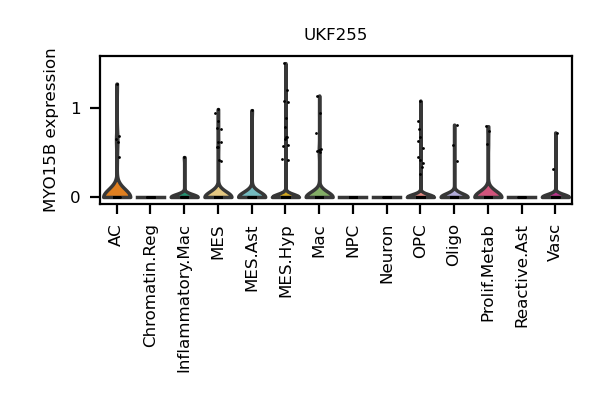 UKF255
MYO15B expression
1
0
AC
Chromatin.Reg
Inflammatory.Mac
MES
MES.Ast
MES.Hyp
Mac
NPC
Neuron
OPC
Oligo
Prolif.Metab
Reactive.Ast
Vasc